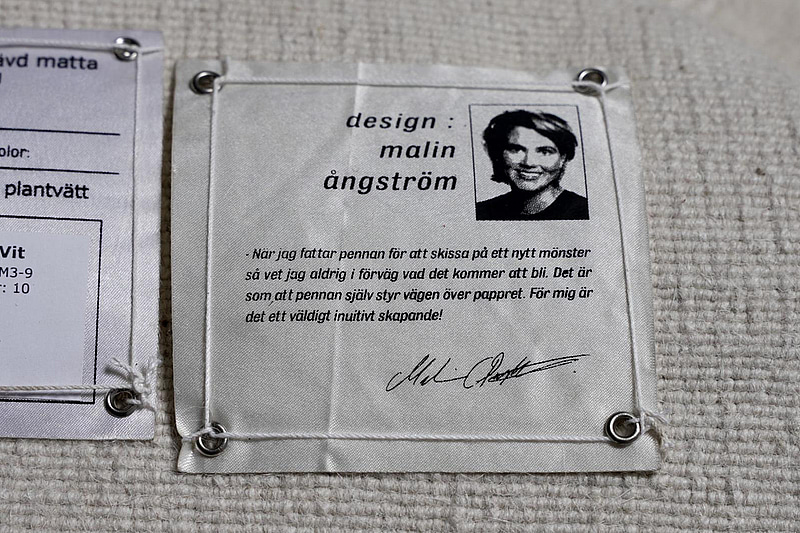 ävd matta
olor:
plantvätt
Vit
M3-9
r: 10
design :
malin
ångström
- När jag fattar pennan för att skissa på ett nytt mönster
så vet jag aldrig i förväg vad det kommer att bli. Det är
som att pennan själv styr vägen över pappret. För mig är
det ett väldigt inuitivt skapande!